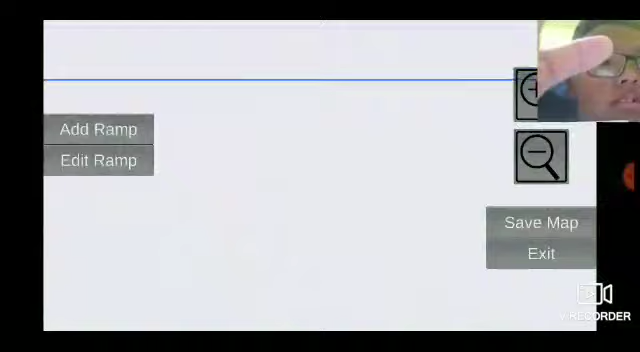 Add Ramp
Edit Ramp
Save Map
Exit
V RECORDER